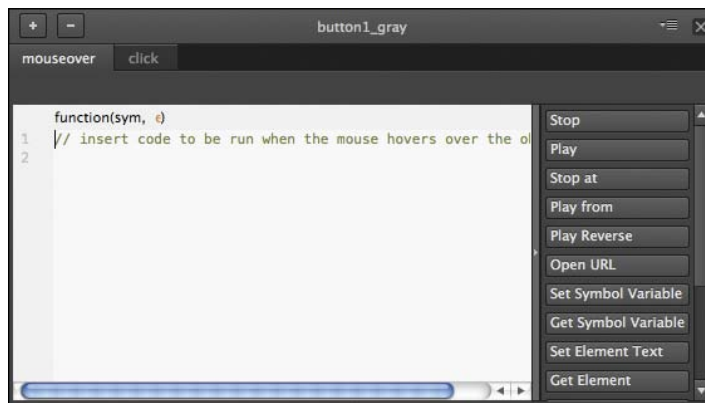 + - button1_gray
mouseover click
function(sym, e)
1 // insert code to be run when the mouse hovers over the
2
Stop
Play
Stop at
Play from
Play Reverse
Open URL
Set Symbol Variable
Get Symbol Variable
Set Element Text
Get Element